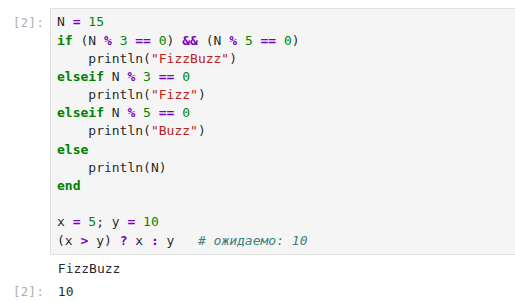 [2]: N = 15
if (N % 3 == 0) && (N % 5 == 0)
    println("FizzBuzz")
elseif N % 3 == 0
    println("Fizz")
elseif N % 5 == 0
    println("Buzz")
else
    println(N)
end

x = 5; y = 10
(x > y) ? x : y   # ожидаемо: 10
FizzBuzz
[2]: 10